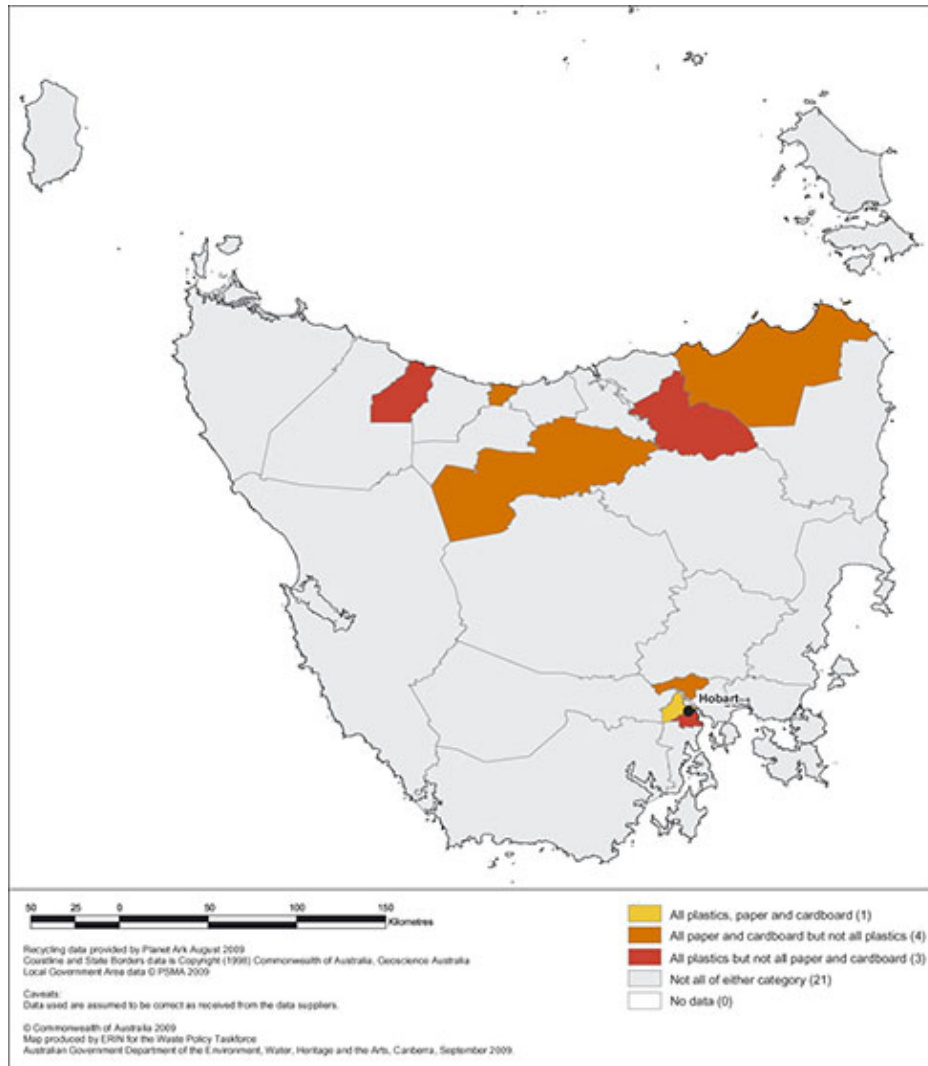 Hobart
50 25 0 50 100 150
Kilometres
All plastics, paper and cardboard (1)
All paper and cardboard but not all plastics (4)
All plastics but not all paper and cardboard (3)
Not all of either category (21)
No data (0)
Recycling data provided by Planet Ark August 2009
Coastline and State Borders data is Copyright (1998) Commonwealth of Australia, Geoscience Australia
Local Government Area data © PSMA 2009
Caveats:
Data used are assumed to be correct as received from the data suppliers.
© Commonwealth of Australia 2009
Map produced by ERIN for the Waste Policy Taskforce
Australian Government Department of the Environment, Water, Heritage and the Arts, Canberra, September 2009.